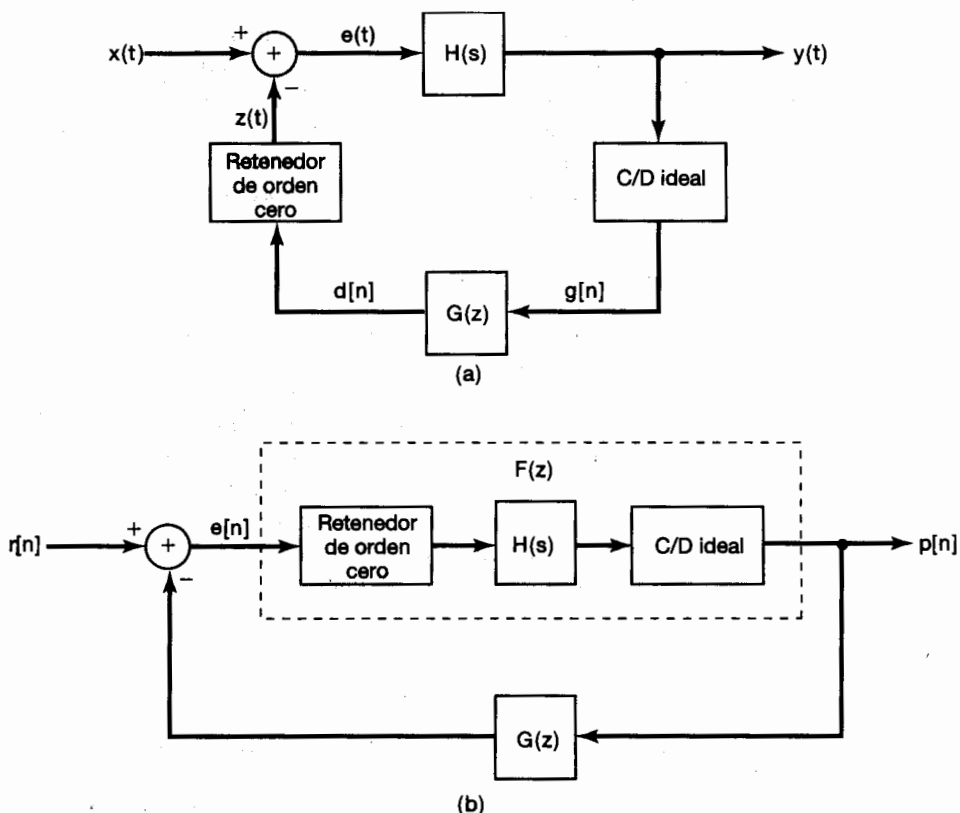 x(t)
+
+
−
e(t)
H(s)
y(t)
z(t)
Retenedor
de orden
cero
C/D ideal
d[n]
G(z)
g[n]
(a)
F(z)
r[n]
+
+
−
e[n]
Retenedor
de orden
cero
H(s)
C/D ideal
p[n]
G(z)
(b)